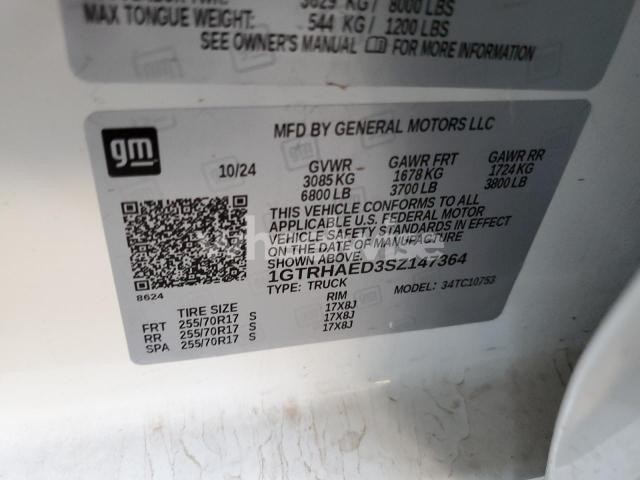 3629 KG/ 8000 LBS
MAX TONGUE WEIGHT: 544 KG/ 1200 LBS
SEE OWNER'S MANUAL FOR MORE INFORMATION
gm
MFD BY GENERAL MOTORS LLC
10/24 GVWR GAWR FRT GAWR RR
3085 KG 1678 KG 1724 KG
6800 LB 3700 LB 3800 LB
THIS VEHICLE CONFORMS TO ALL
APPLICABLE U.S. FEDERAL MOTOR
VEHICLE SAFETY STANDARDS IN EFFECT
ON THE DATE OF MANUFACTURE
SHOWN ABOVE.
1GTRHAED3SZ147364
TYPE: TRUCK MODEL: 34TC10753
8624
TIRE SIZE RIM
FRT 255/70R17 S 17X8J
RR 255/70R17 S 17X8J
SPA 255/70R17 S 17X8J